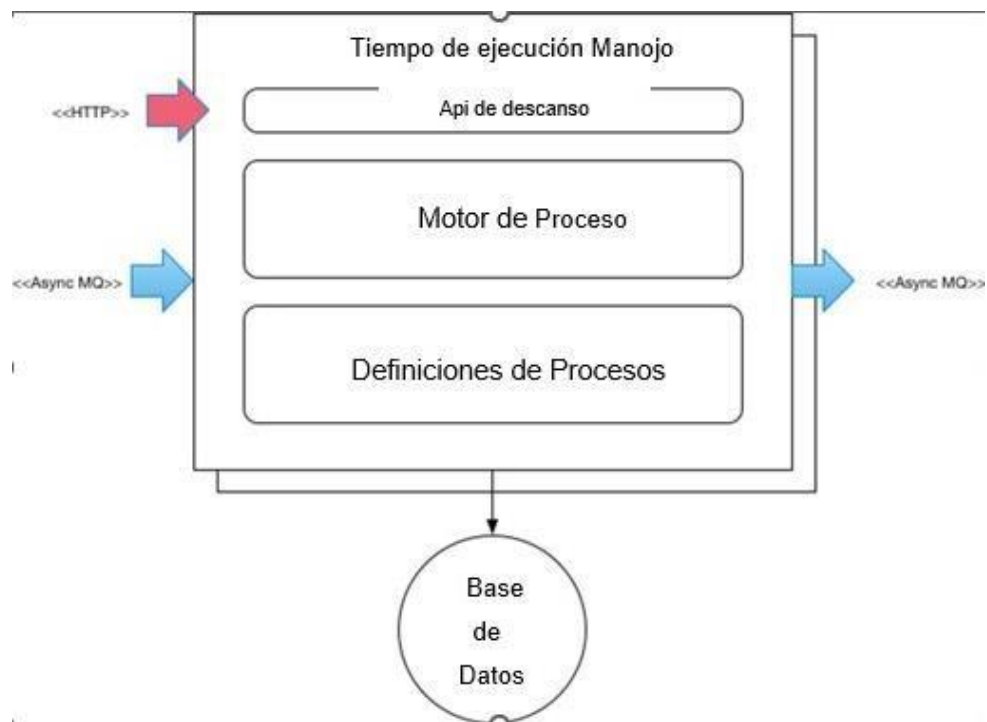 Tiempo de ejecución Manojo
<<HTTP>>
Api de descanso
Motor de Proceso
<<Async MQ>>
<<Async MQ>>
Definiciones de Procesos
Base
de
Datos